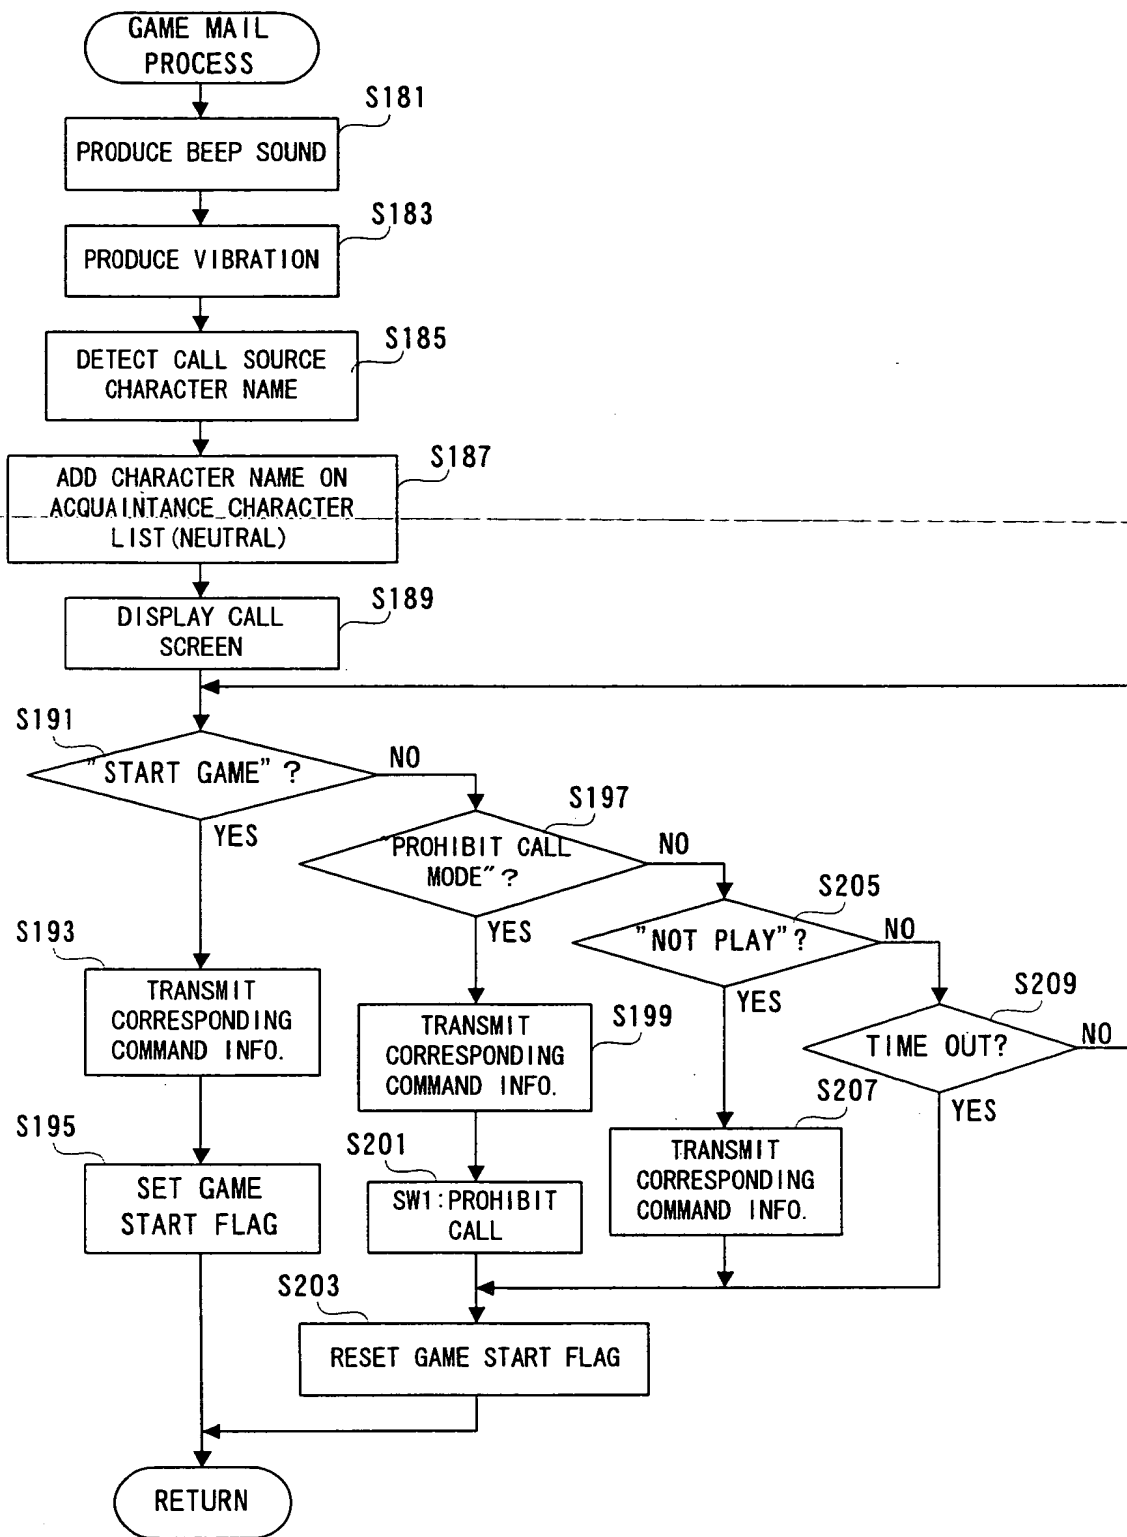 GAME MAIL
PROCESS
S181
PRODUCE BEEP SOUND
S183
PRODUCE VIBRATION
S185
DETECT CALL SOURCE
CHARACTER NAME
S187
ADD CHARACTER NAME ON
ACQUAINTANCE CHARACTER
LIST(NEUTRAL)
S189
DISPLAY CALL
SCREEN
S191
"START GAME" ?
NO
YES
S197
"PROHIBIT CALL
MODE" ?
NO
YES
S205
"NOT PLAY" ?
NO
YES
S209
TIME OUT?
NO
YES
S193
TRANSMIT
CORRESPONDING
COMMAND INFO.
S199
TRANSMIT
CORRESPONDING
COMMAND INFO.
S207
TRANSMIT
CORRESPONDING
COMMAND INFO.
S195
SET GAME
START FLAG
S201
SW1:PROHIBIT
CALL
S203
RESET GAME START FLAG
RETURN